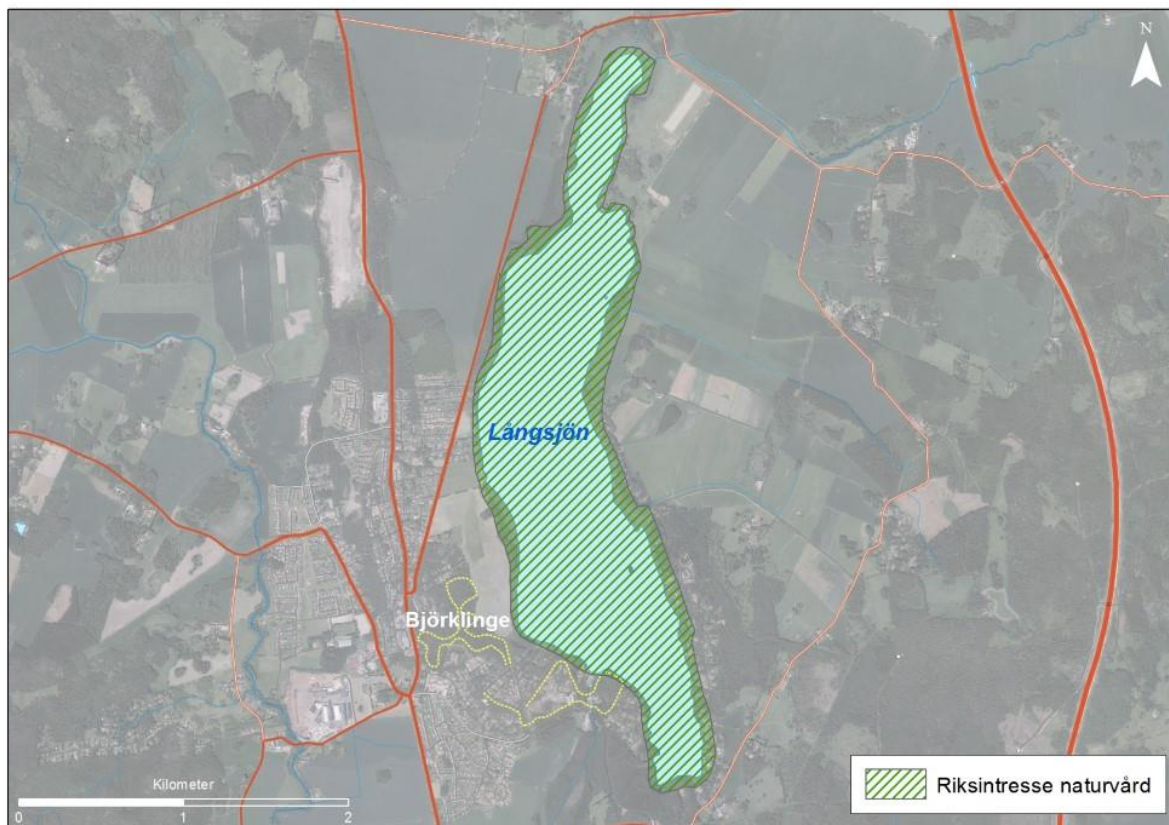 N
Långsjön
Björklinge
Kilometer
0 1 2
Riksintresse naturvård